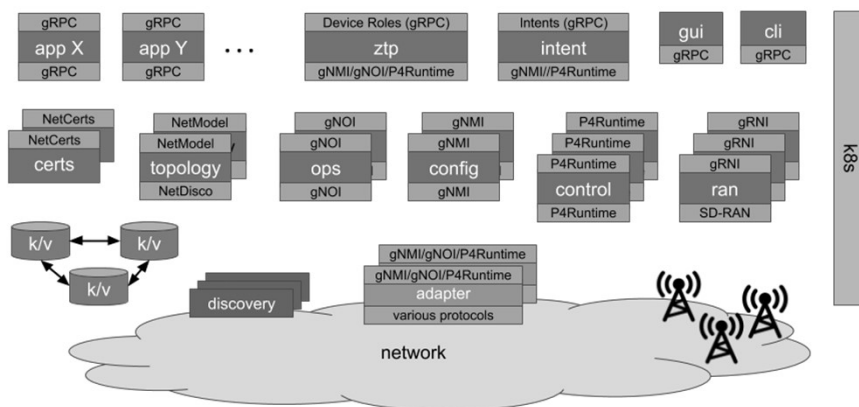 gRPC
app X
gRPC
gRPC
app Y
gRPC
...
Device Roles (gRPC)
ztp
gNMI/gNOI/P4Runtime
Intents (gRPC)
intent
gNMI//P4Runtime
gui
gRPC
cli
gRPC
k8s
NetCerts
NetCerts
certs
NetModel
NetModel
topology
NetDisco
gNOI
gNOI
ops
gNOI
gNMI
gNMI
config
gNMI
P4Runtime
P4Runtime
P4Runtime
control
P4Runtime
gRNI
gRNI
gRNI
ran
SD-RAN
k/v
k/v
k/v
discovery
gNMI/gNOI/P4Runtime
gNMI/gNOI/P4Runtime
adapter
various protocols
network